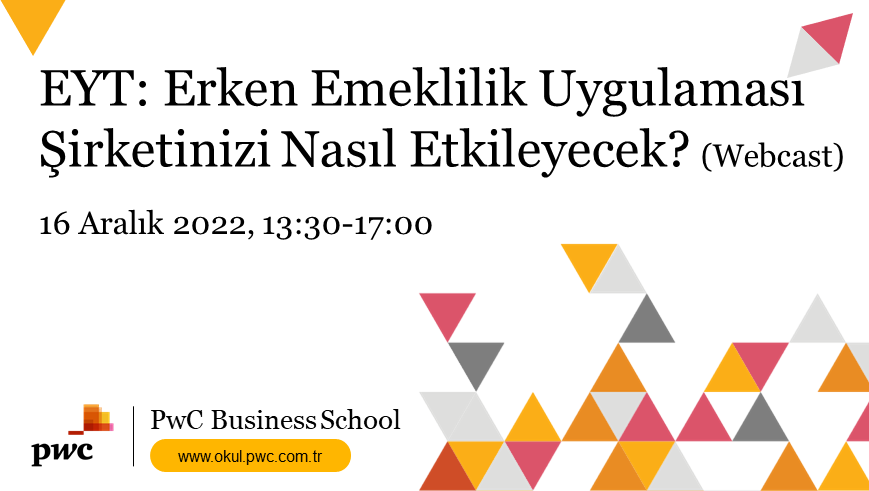 EYT: Erken Emeklilik Uygulaması
Şirketinizi Nasıl Etkileyecek? (Webcast)
16 Aralık 2022, 13:30-17:00
pwc
PwC Business School
www.okul.pwc.com.tr